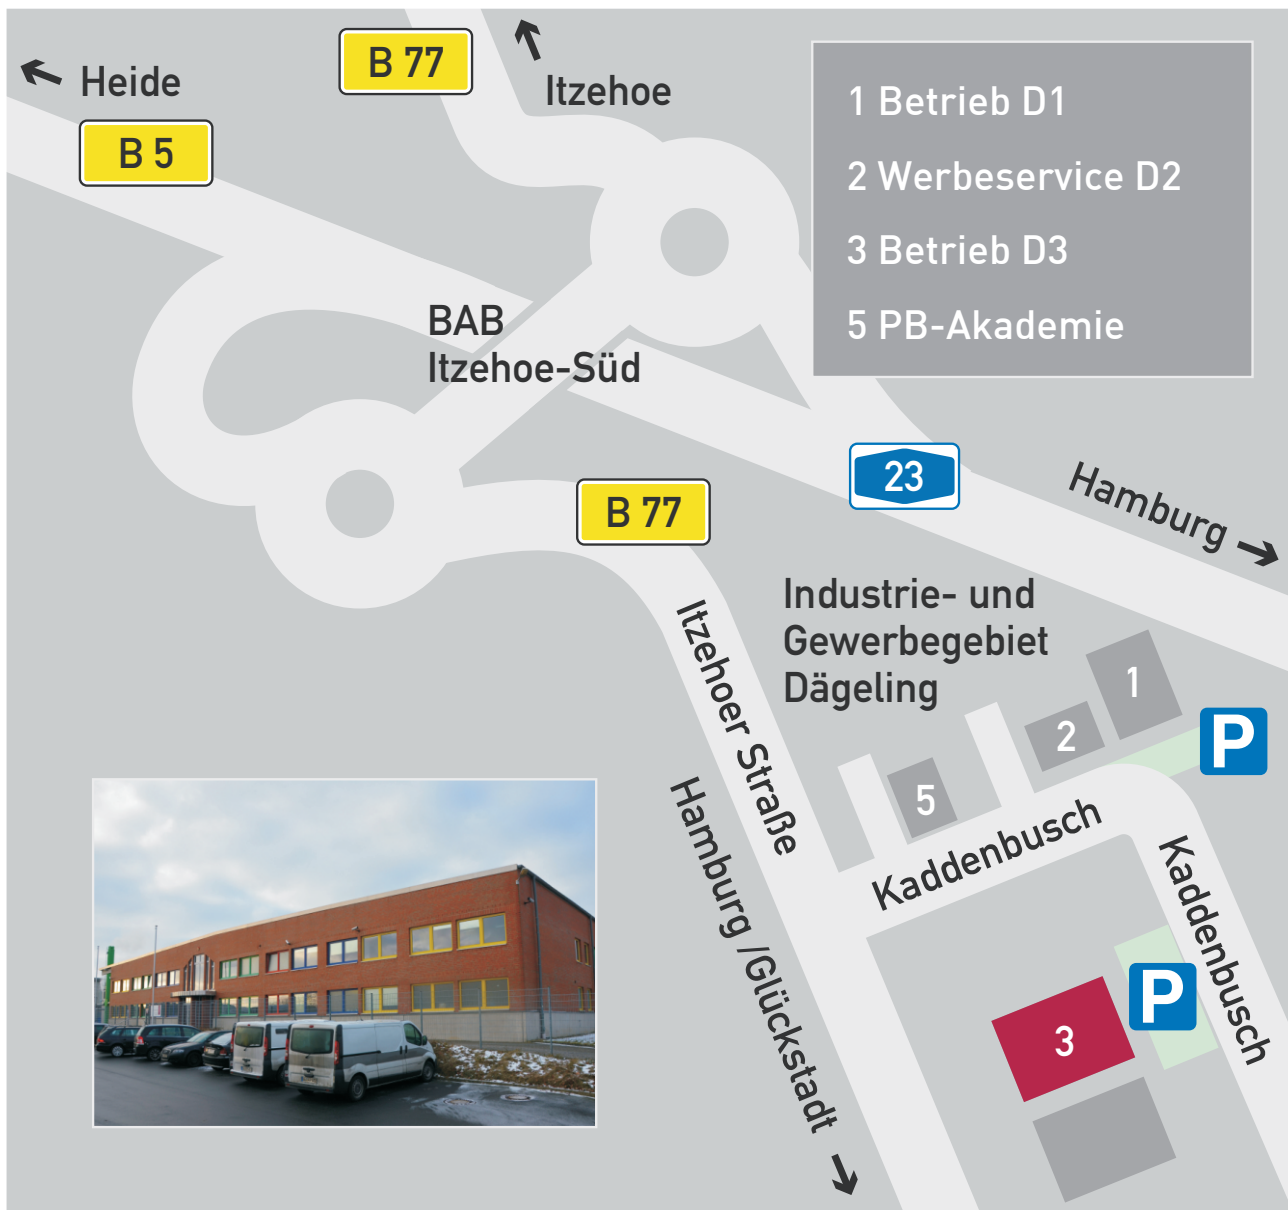 Heide
B 5
B 77
Itzehoe
1 Betrieb D1
2 Werbeservice D2
3 Betrieb D3
5 PB-Akademie
BAB
Itzehoe-Süd
23
Hamburg
B 77
Industrie- und
Gewerbegebiet
Dägeling
Itzehoer Straße
Hamburg /Glückstadt
1
2
P
5
Kaddenbusch
Kaddenbusch
P
3